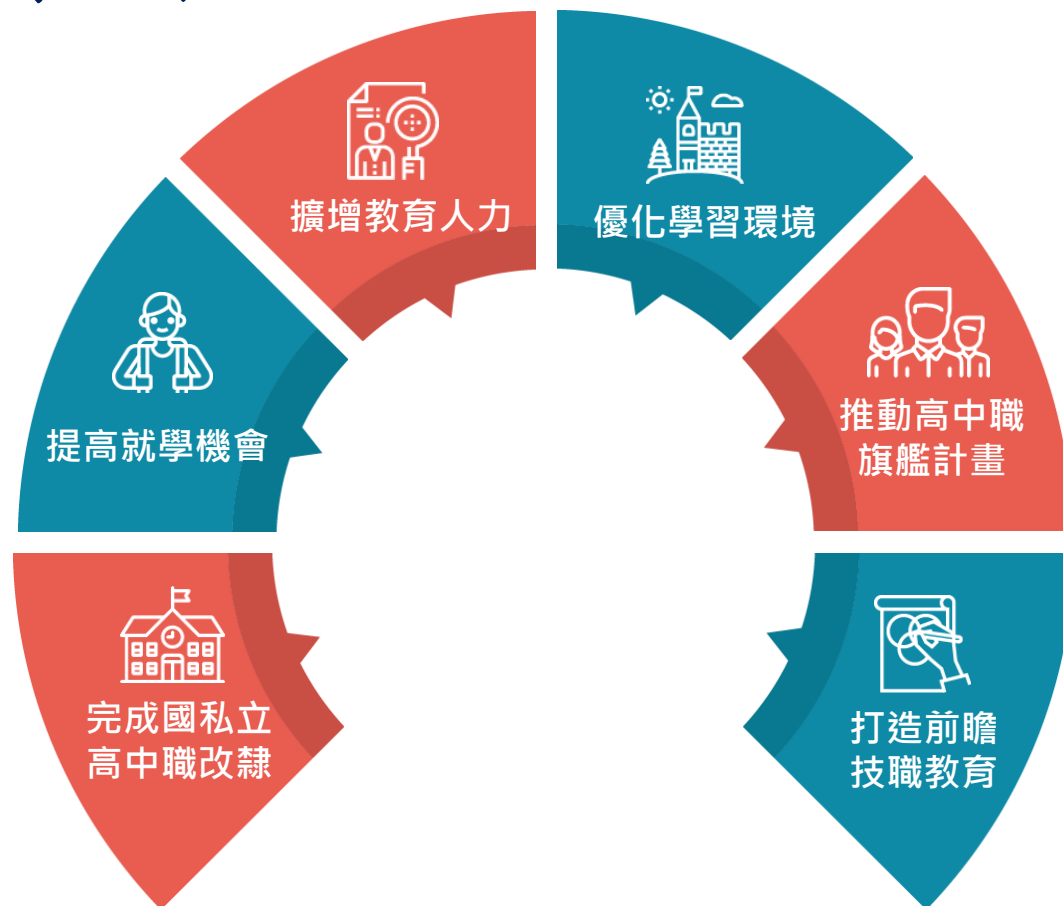 擴增教育人力
優化學習環境
提高就學機會
推動高中職
旗艦計畫
完成國私立
高中職改隸
打造前瞻
技職教育